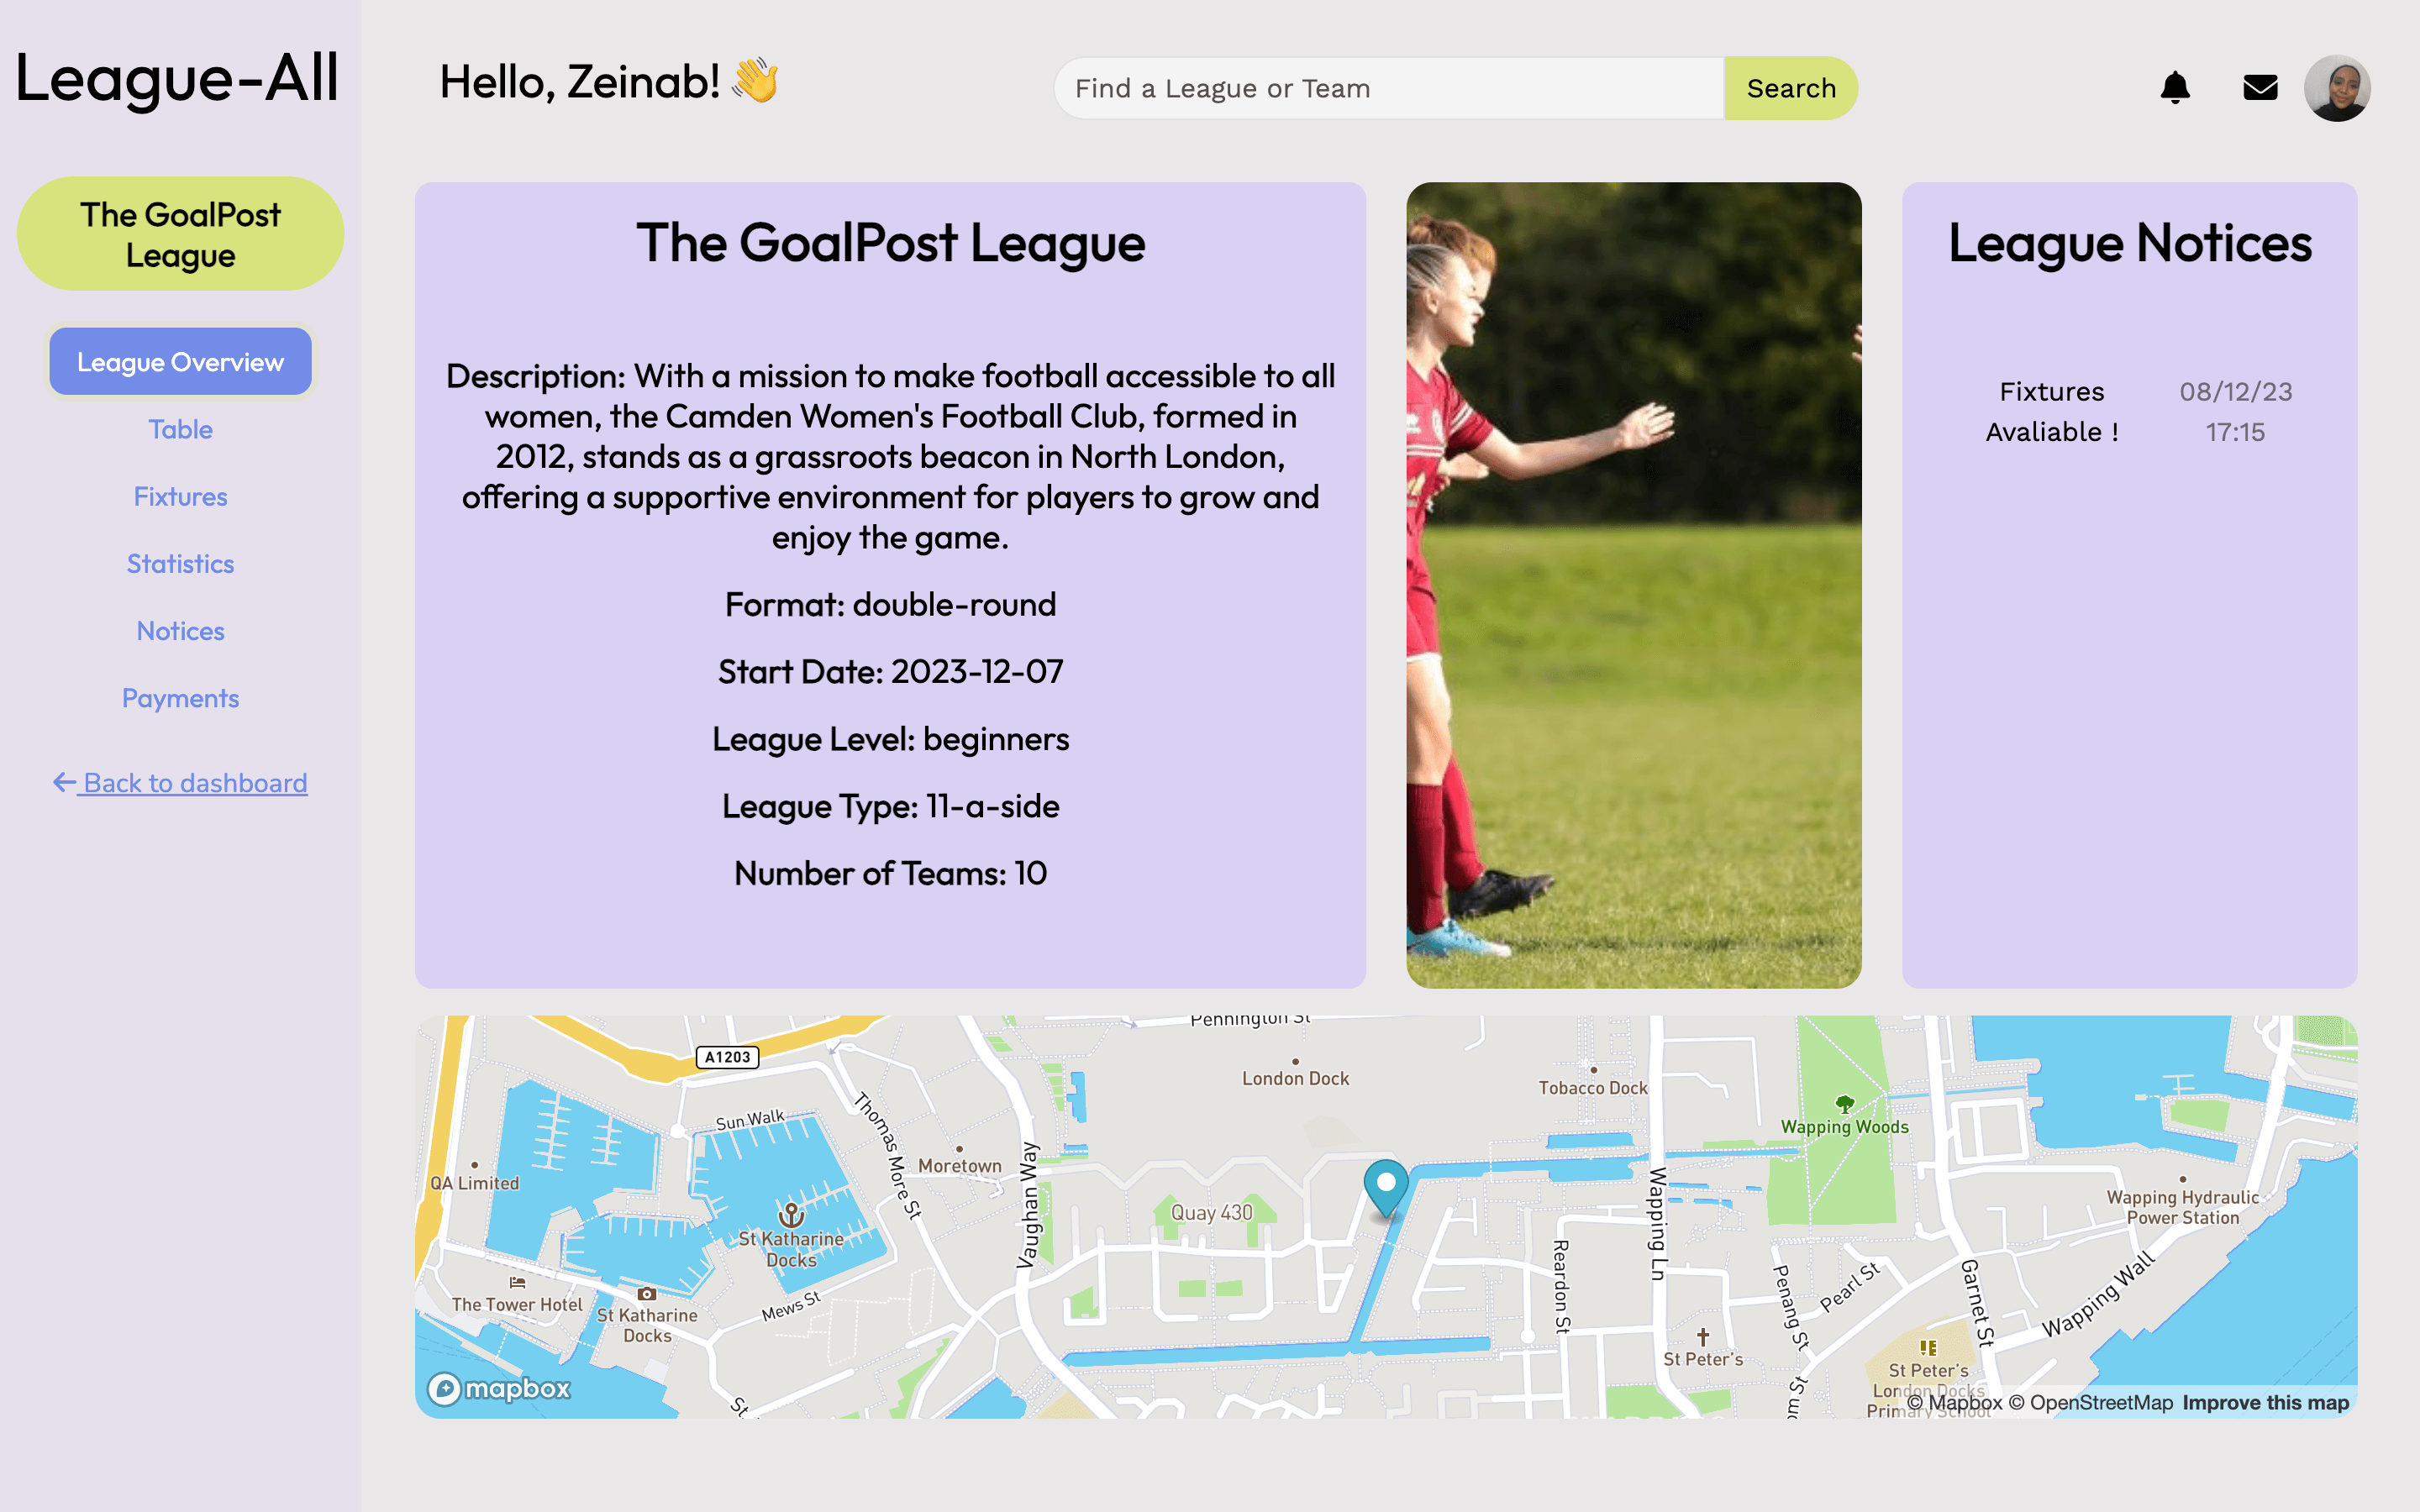 League-All
Hello, Zeinab! 👋
Find a League or Team
Search
The GoalPost
League
League Overview
Table
Fixtures
Statistics
Notices
Payments
Back to dashboard
The GoalPost League
Description: With a mission to make football accessible to all
women, the Camden Women's Football Club, formed in
2012, stands as a grassroots beacon in North London,
offering a supportive environment for players to grow and
enjoy the game.
Format: double-round
Start Date: 2023-12-07
League Level: beginners
League Type: 11-a-side
Number of Teams: 10
League Notices
Fixtures 08/12/23
Avaliable ! 17:15
Pennington St
A1203
London Dock
Tobacco Dock
Sun Walk
Thomas More St
Wapping Woods
Moretown
Vaughan Way
QA Limited
Quay 430
Wapping Ln
Wapping Hydraulic
Power Station
St Katharine
Docks
Reardon St
Penang St
Pearl St
Garnet St
Wapping Wall
The Tower Hotel
St Katharine
Docks
Mews St
St Peter's
St Peter's
London Docks
Primary School
mapbox
© Mapbox © OpenStreetMap Improve this map